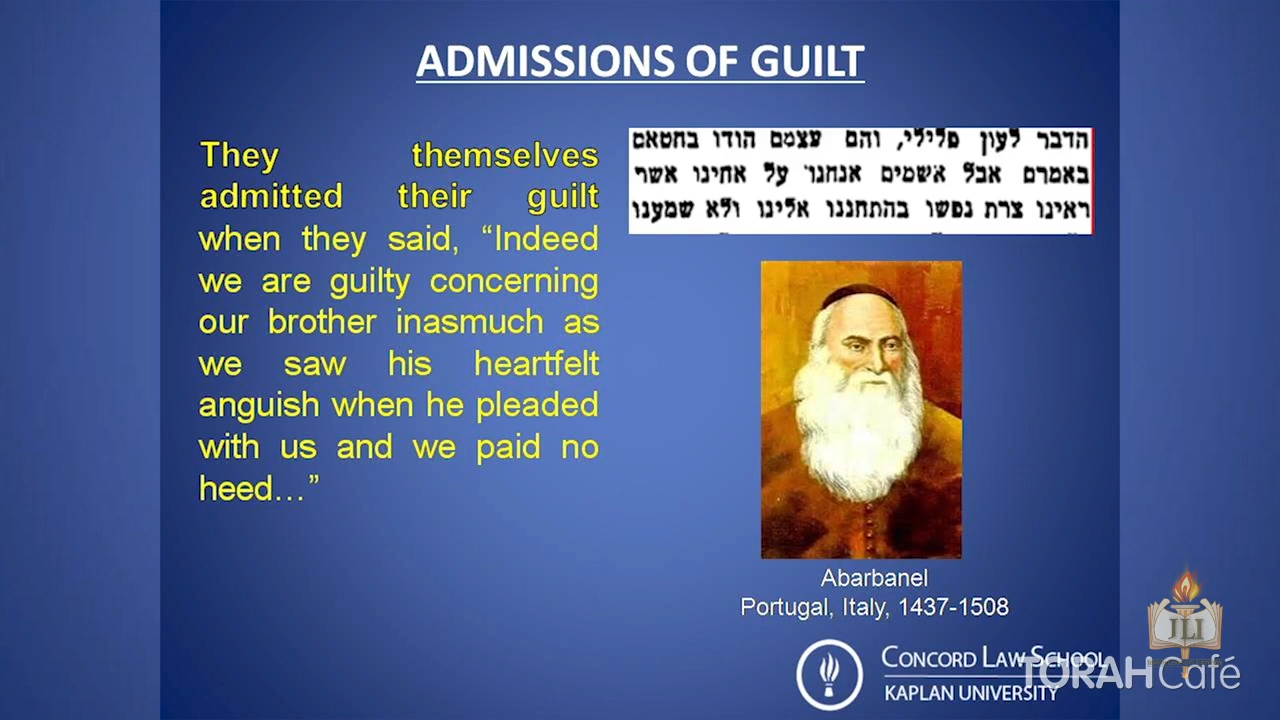 ADMISSIONS OF GUILT
They themselves
admitted their guilt
when they said, “Indeed
we are guilty concerning
our brother inasmuch as
we saw his heartfelt
anguish when he pleaded
with us and we paid no
heed…”
הדבר לעון פלילי, והם עצמם הודו בחטאם
באמרם אבל אשמים אנחנו על אחינו אשר
ראינו צרת נפשו בהתחננו אלינו ולא שמענו
Abarbanel
Portugal, Italy, 1437-1508
CONCORD LAW SCHOOL
KAPLAN UNIVERSITY
JLI
TORAHCafé